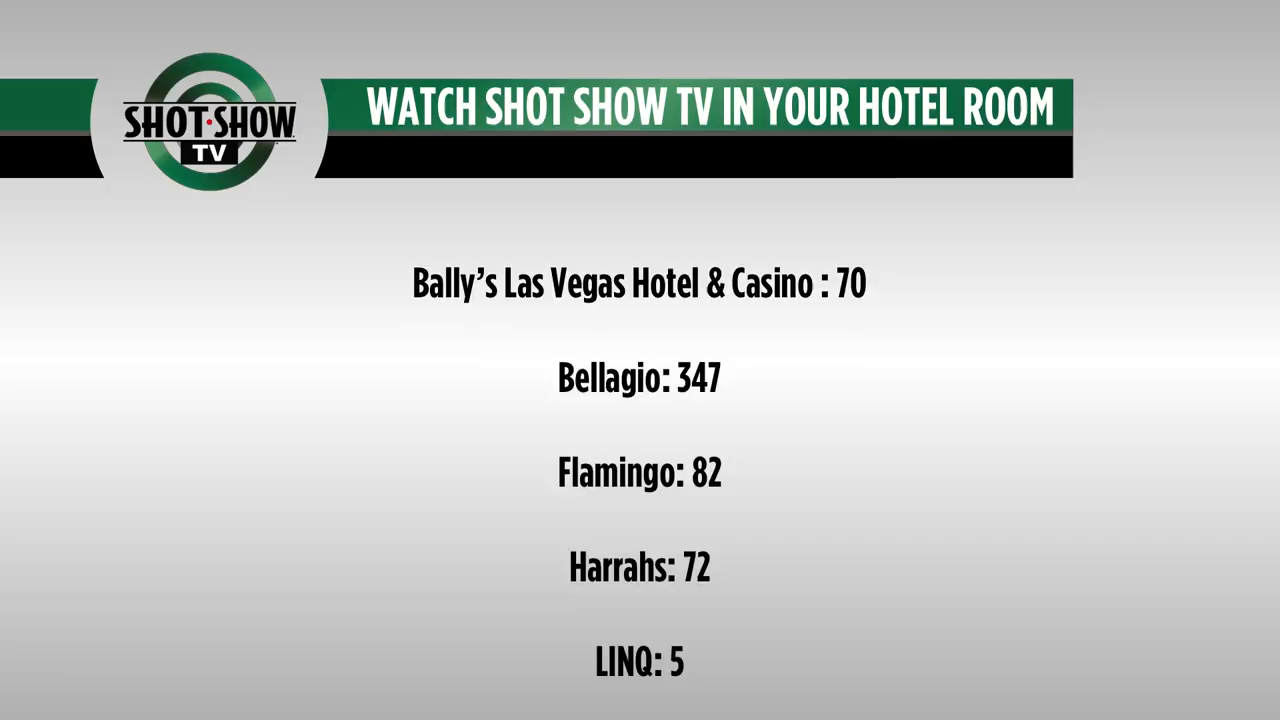 SHOT·SHOW
TV
WATCH SHOT SHOW TV IN YOUR HOTEL ROOM
Bally’s Las Vegas Hotel & Casino : 70
Bellagio: 347
Flamingo: 82
Harrahs: 72
LINQ: 5